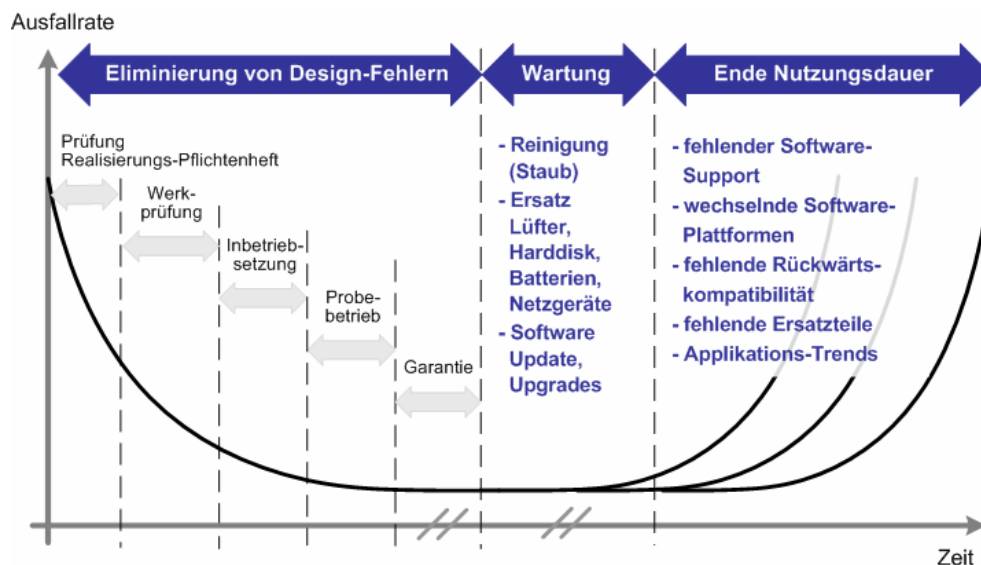 Ausfallrate
Eliminierung von Design-Fehlern
Wartung
Ende Nutzungsdauer
Prüfung
Realisierungs-Pflichtenheft
Werk-
prüfung
Inbetrieb-
setzung
Probe-
betrieb
Garantie
- Reinigung
(Staub)
- Ersatz
Lüfter,
Harddisk,
Batterien,
Netzgeräte
- Software
Update,
Upgrades
- fehlender Software-
Support
- wechselnde Software-
Plattformen
- fehlende Rückwärts-
kompatibilität
- fehlende Ersatzteile
- Applikations-Trends
Zeit